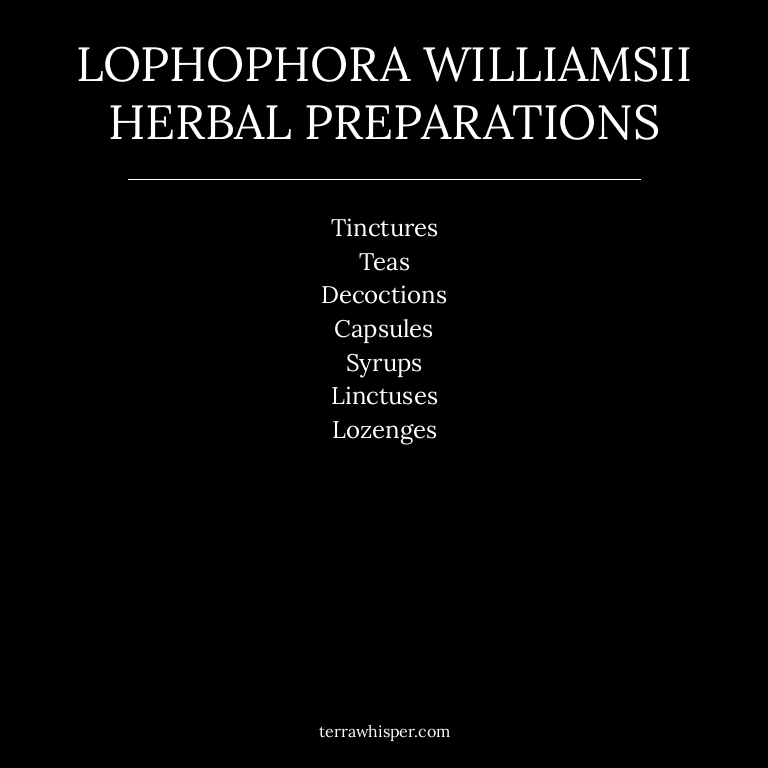 LOPHOPHORA WILLIAMSII
HERBAL PREPARATIONS
Tinctures
Teas
Decoctions
Capsules
Syrups
Linctuses
Lozenges
terrawhisper.com